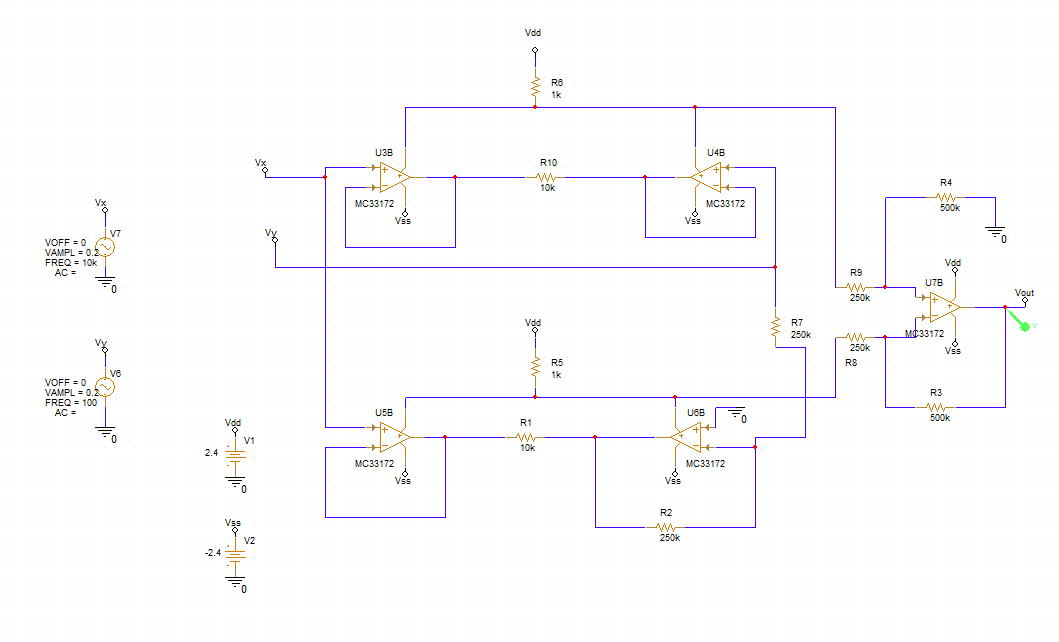 Vdd
R6
1k
U3B
R10
U4B
Vx
10k
MC33172
MC33172
Vss
Vss
R4
500k
0
Vx
V7
VOFF = 0
VAMPL = 0.2
FREQ = 10k
AC =
0
Vy
R9
250k
Vdd
U7B
Vout
MC33172
Vss
R7
250k
Vdd
R5
1k
250k
R8
Vy
V6
VOFF = 0
VAMPL = 0.2
FREQ = 100
AC =
0
R3
500k
U5B
R1
U6B
0
10k
MC33172
MC33172
Vss
Vss
Vdd
V1
2.4
0
R2
250k
Vss
V2
-2.4
0